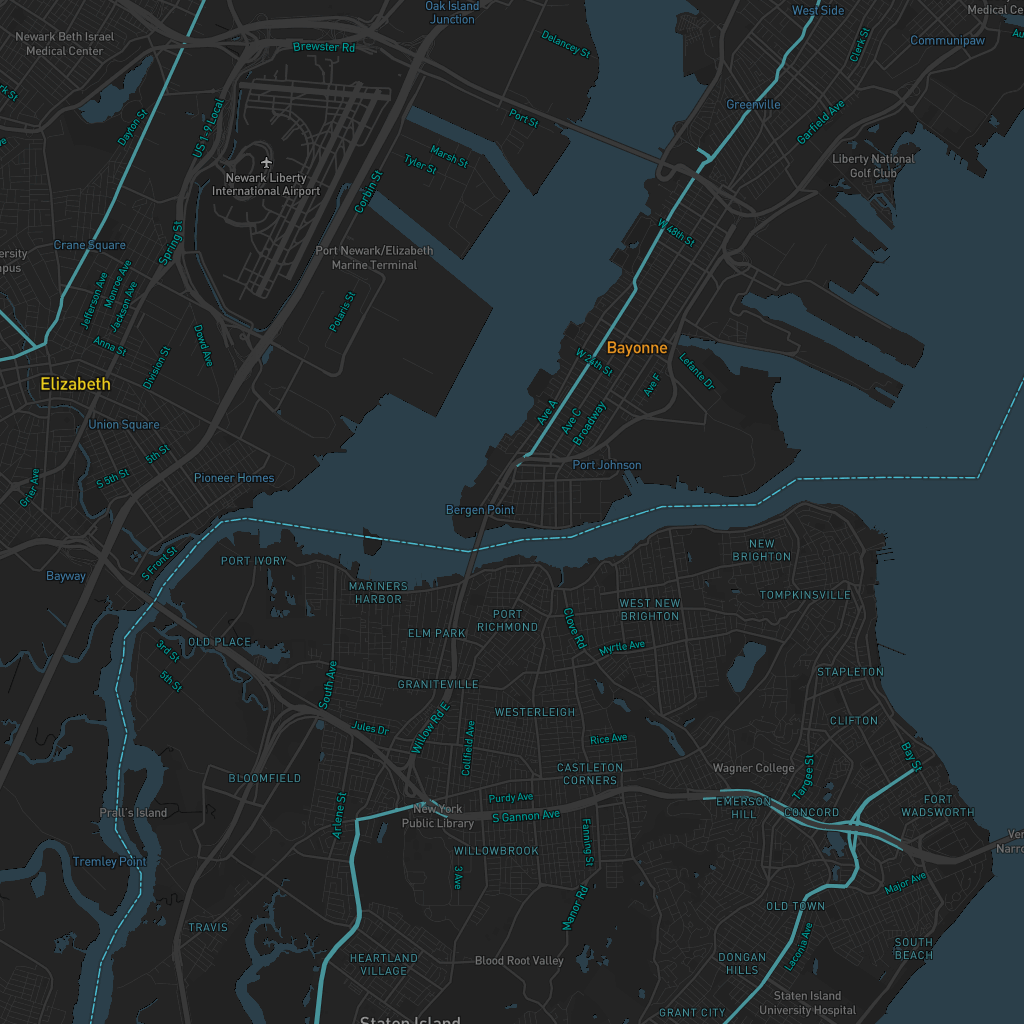 Oak Island
Junction
West Side
Medical Ce
Newark Beth Israel
Medical Center
Brewster Rd
Delancey St
Clerk St
Communipaw
Au
rk St
Dayton St
US 1-9 Local
Port St
Greenville
Garfield Ave
Marsh St
Tyler St
Newark Liberty
International Airport
Corbin St
Liberty National
Golf Club
Spring St
Crane Square
W 48th St
ersity
mpus
Port Newark/Elizabeth
Marine Terminal
Jefferson Ave
Monroe Ave
Jackson Ave
Polaris St
Anna St
Dowd Ave
Division St
Bayonne
W 24th St
Lefante Dr
Ave F
Elizabeth
Ave A
Ave C
Broadway
Union Square
5th St
S 5th St
Pioneer Homes
Grier Ave
Port Johnson
Bergen Point
S Front St
PORT IVORY
NEW
BRIGHTON
Bayway
MARINERS
HARBOR
TOMPKINSVILLE
WEST NEW
BRIGHTON
PORT
RICHMOND
Clove Rd
ELM PARK
OLD PLACE
3rd St
Myrtle Ave
5th St
South Ave
GRANITEVILLE
STAPLETON
WESTERLEIGH
CLIFTON
Jules Dr
Willow Rd E
Rice Ave
Collfield Ave
Bay St
BLOOMFIELD
CASTLETON
CORNERS
Wagner College
Targee St
Purdy Ave
EMERSON
HILL
FORT
WADSWORTH
Prall's Island
Arlene St
New York
Public Library
S Gannon Ave
CONCORD
Ver
Narro
Fanning St
WILLOWBROOK
Tremley Point
3 Ave
Major Ave
Manor Rd
OLD TOWN
TRAVIS
Laconia Ave
SOUTH
BEACH
HEARTLAND
VILLAGE
Blood Root Valley
DONGAN
HILLS
Staten Island
University Hospital
GRANT CITY
Staten Island